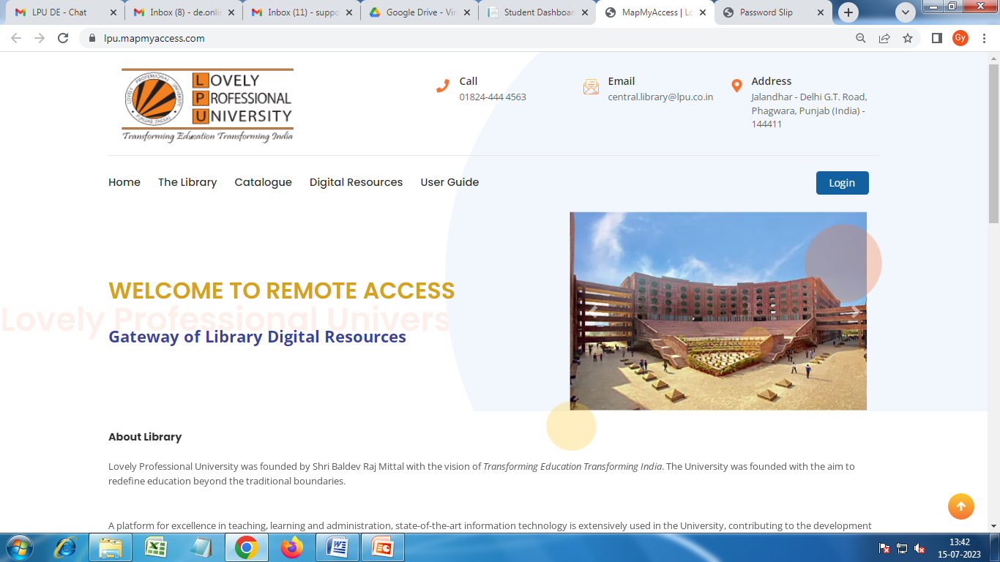 LPU DE - Chat
Inbox (8) - de.onli
Inbox (11) - suppo
Google Drive - Vir
Student Dashboar
MapMyAccess | Lo
Password Slip
lpu.mapmyaccess.com
Gy
LOVELY
PROFESSIONAL
UNIVERSITY
Transforming Education Transforming India
Call
01824-444 4563
Email
central.library@lpu.co.in
Address
Jalandhar - Delhi G.T. Road,
Phagwara, Punjab (India) -
144411
Home The Library Catalogue Digital Resources User Guide
Login
WELCOME TO REMOTE ACCESS
Lovely Professional Univers
Gateway of Library Digital Resources
About Library
Lovely Professional University was founded by Shri Baldev Raj Mittal with the vision of Transforming Education Transforming India. The University was founded with the aim to
redefine education beyond the traditional boundaries.
A platform for excellence in teaching, learning and administration, state-of-the-art information technology is extensively used in the University, contributing to the development
13:42
15-07-2023